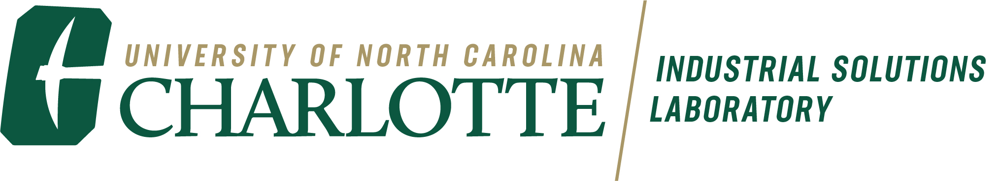 UNIVERSITY OF NORTH CAROLINA
CHARLOTTE
INDUSTRIAL SOLUTIONS
LABORATORY